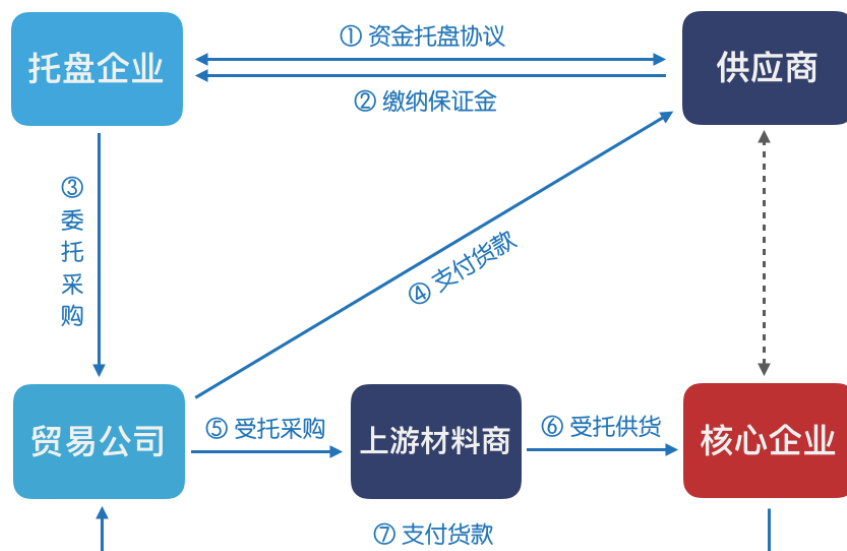 托盘企业
① 资金托盘协议
② 缴纳保证金
供应商
③委托采购
④ 支付货款
贸易公司
⑤ 受托采购
上游材料商
⑥ 受托供货
核心企业
⑦ 支付货款